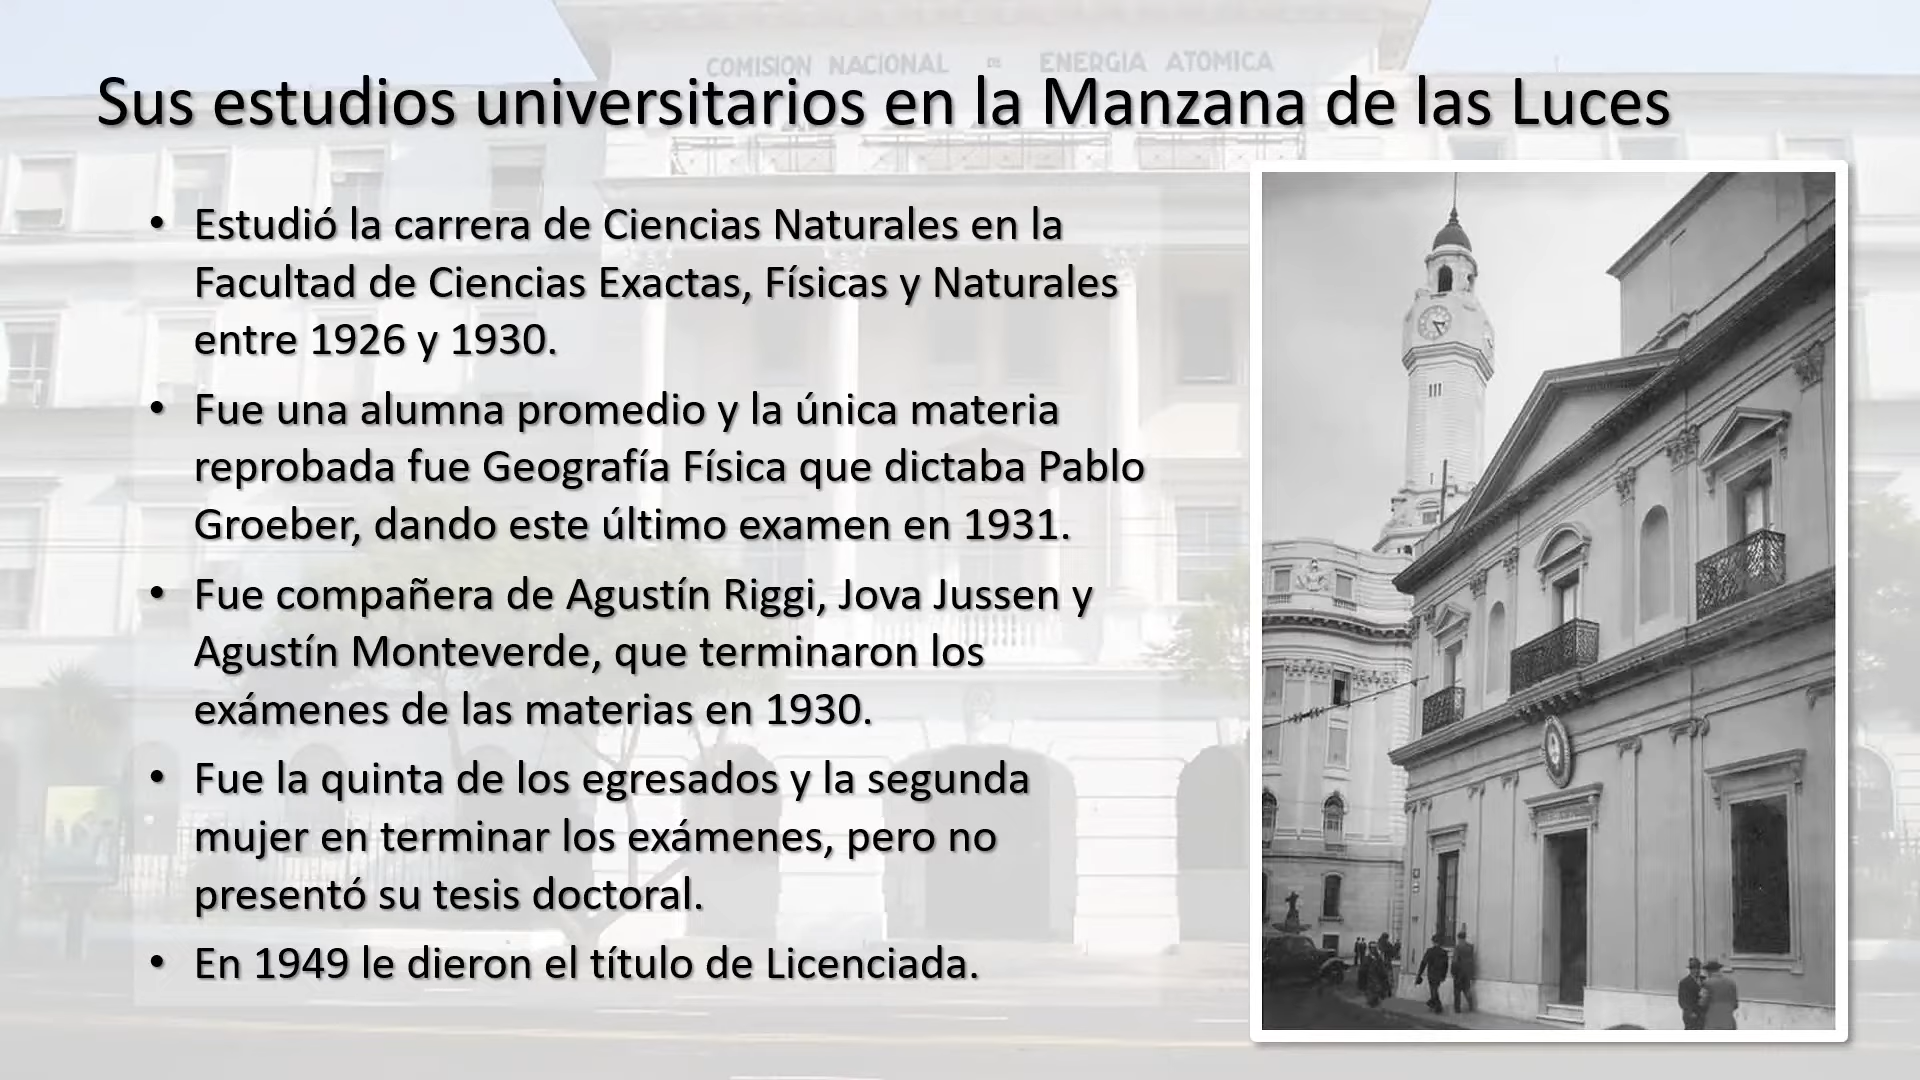 COMISION NACIONAL DE ENERGIA ATOMICA
Sus estudios universitarios en la Manzana de las Luces
• Estudió la carrera de Ciencias Naturales en la
Facultad de Ciencias Exactas, Físicas y Naturales
entre 1926 y 1930.
• Fue una alumna promedio y la única materia
reprobada fue Geografía Física que dictaba Pablo
Groeber, dando este último examen en 1931.
• Fue compañera de Agustín Riggi, Jova Jussen y
Agustín Monteverde, que terminaron los
exámenes de las materias en 1930.
• Fue la quinta de los egresados y la segunda
mujer en terminar los exámenes, pero no
presentó su tesis doctoral.
• En 1949 le dieron el título de Licenciada.